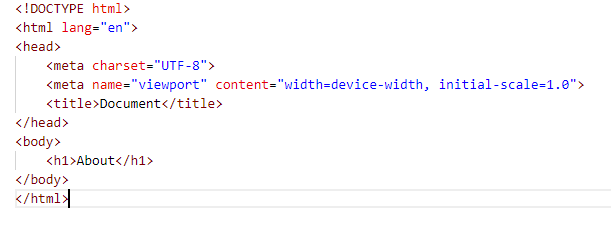 <!DOCTYPE html>
<html lang="en">
<head>
    <meta charset="UTF-8">
    <meta name="viewport" content="width=device-width, initial-scale=1.0">
    <title>Document</title>
</head>
<body>
    <h1>About</h1>
</body>
</html>